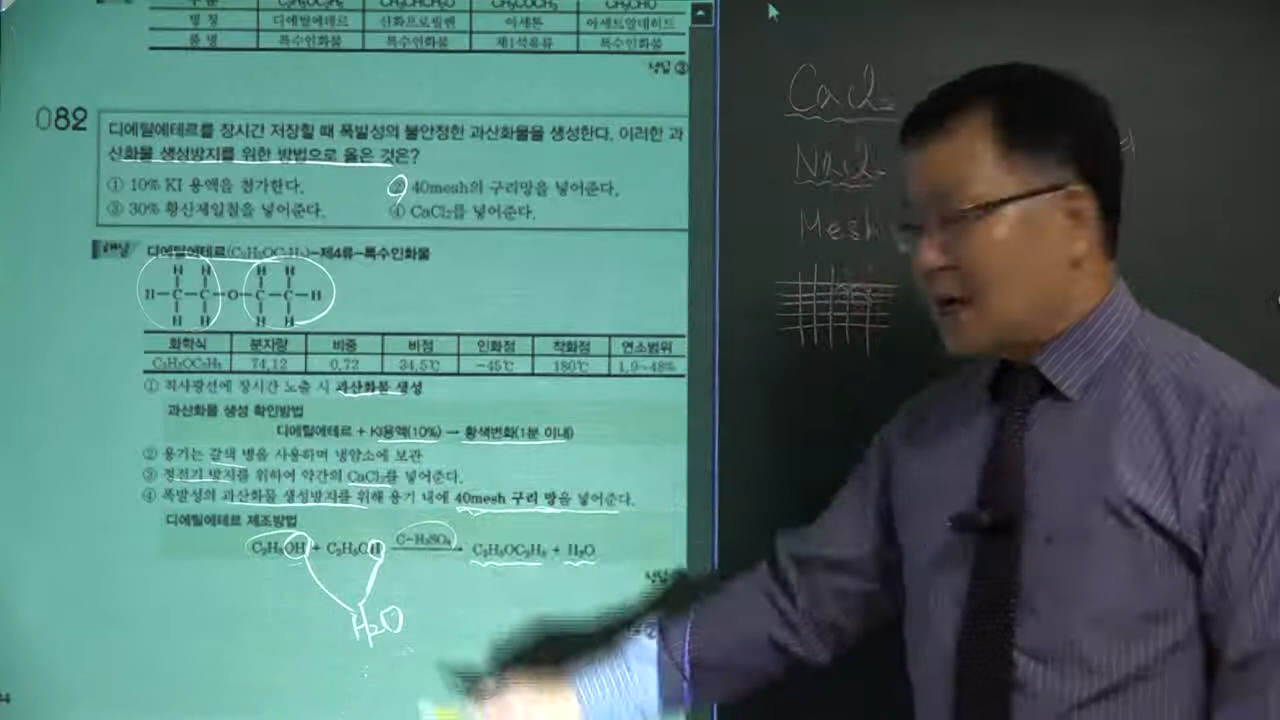 C₂H₅OC₂H₅ CH₃CHCH₂O CH₃COCH₃ CH₃CHO
명 칭 디에틸에테르 산화프로필렌 아세톤 아세트알데히드
품 명 특수인화물 특수인화물 제1석유류 특수인화물
정답 ③
082
디에틸에테르를 장시간 저장할 때 폭발성의 불안정한 과산화물을 생성한다. 이러한 과
산화물 생성방지를 위한 방법으로 옳은 것은?
① 10% KI 용액을 첨가한다. ② 40mesh의 구리망을 넣어준다.
③ 30% 황산제일철을 넣어준다. ④ CaCl₂를 넣어준다.
해설 디에틸에테르(C₂H₅OC₂H₅)-제4류-특수인화물
H H H H
H-C-C-O-C-C-H
H H H H
화학식 분자량 비중 비점 인화점 착화점 연소범위
C₂H₅OC₂H₅ 74.12 0.72 34.5℃ -45℃ 180℃ 1.9~48%
① 직사광선에 장시간 노출 시 과산화물 생성
과산화물 생성 확인방법
디에틸에테르 + KI용액(10%) → 황색변화(1분 이내)
② 용기는 갈색 병을 사용하며 냉암소에 보관
③ 정전기 방지를 위하여 약간의 CaCl₂를 넣어준다.
④ 폭발성의 과산화물 생성방지를 위해 용기 내에 40mesh 구리 망을 넣어준다.
디에틸에테르 제조방법
C₂H₅OH + C₂H₅OH C-H₂SO₄ → C₂H₅OC₂H₅ + H₂O
H₂O
CaCl₂
Mesh